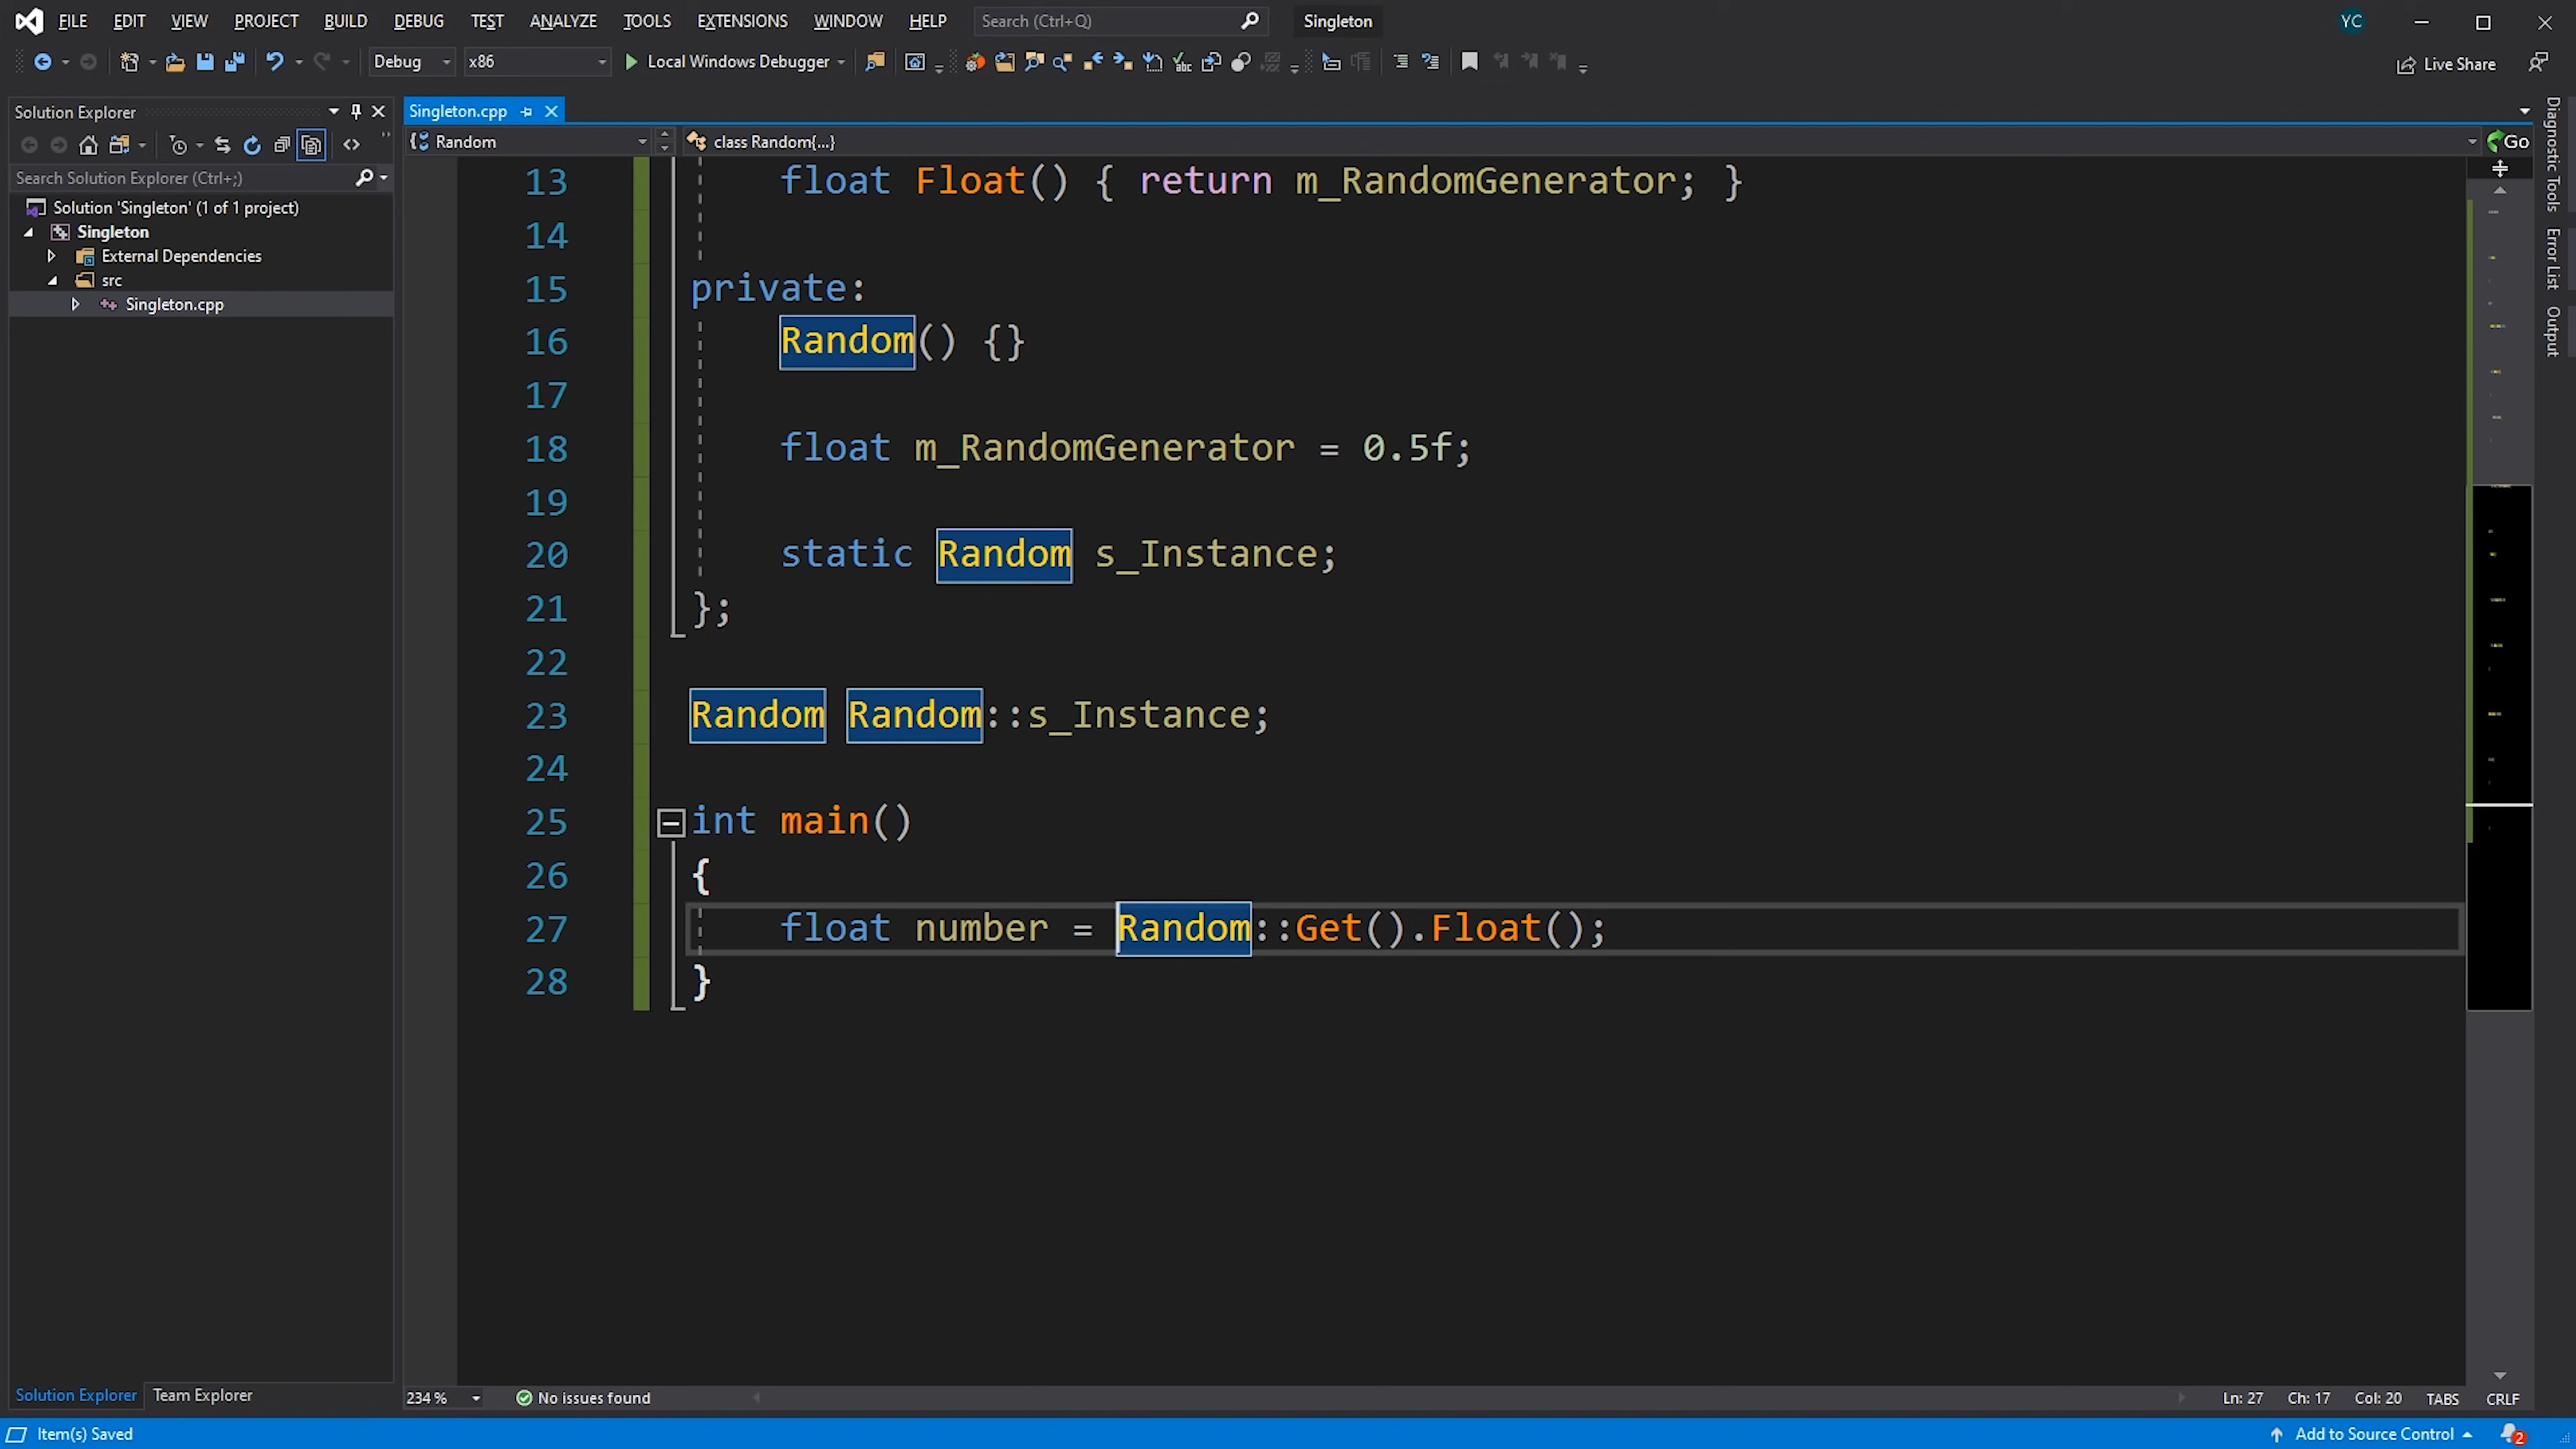 FILE EDIT VIEW PROJECT BUILD DEBUG TEST ANALYZE TOOLS EXTENSIONS WINDOW HELP Search (Ctrl+Q) Singleton YC
Debug x86 Local Windows Debugger Live Share
Solution Explorer
Search Solution Explorer (Ctrl+;)
Solution 'Singleton' (1 of 1 project)
Singleton
External Dependencies
src
Singleton.cpp
Solution Explorer Team Explorer
Singleton.cpp
Random class Random{...} Go
13 float Float() { return m_RandomGenerator; }
14
15 private:
16 Random() {}
17
18 float m_RandomGenerator = 0.5f;
19
20 static Random s_Instance;
21 };
22
23 Random Random::s_Instance;
24
25 int main()
26 {
27 float number = Random::Get().Float();
28 }
Diagnostic Tools
Error List
Output
234 % No issues found Ln: 27 Ch: 17 Col: 20 TABS CRLF
Item(s) Saved Add to Source Control 2